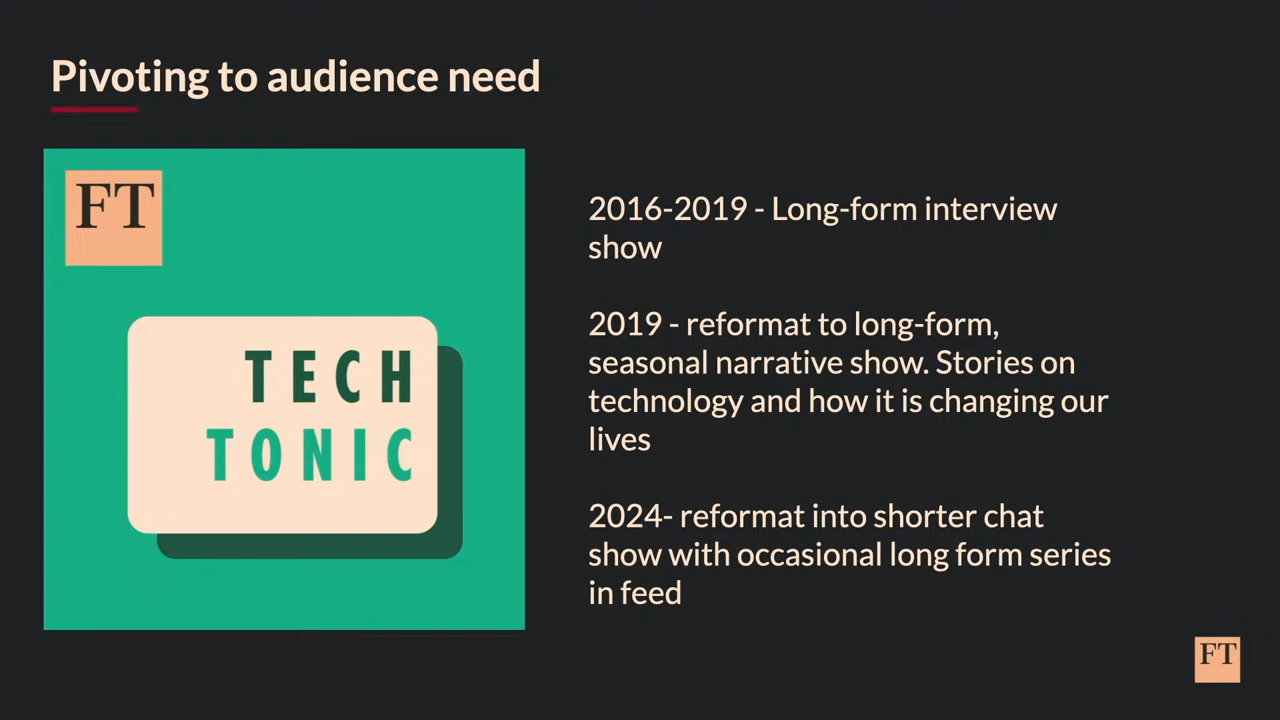 Pivoting to audience need
FT
TECH
TONIC
2016-2019 - Long-form interview
show
2019 - reformat to long-form,
seasonal narrative show. Stories on
technology and how it is changing our
lives
2024- reformat into shorter chat
show with occasional long form series
in feed
FT